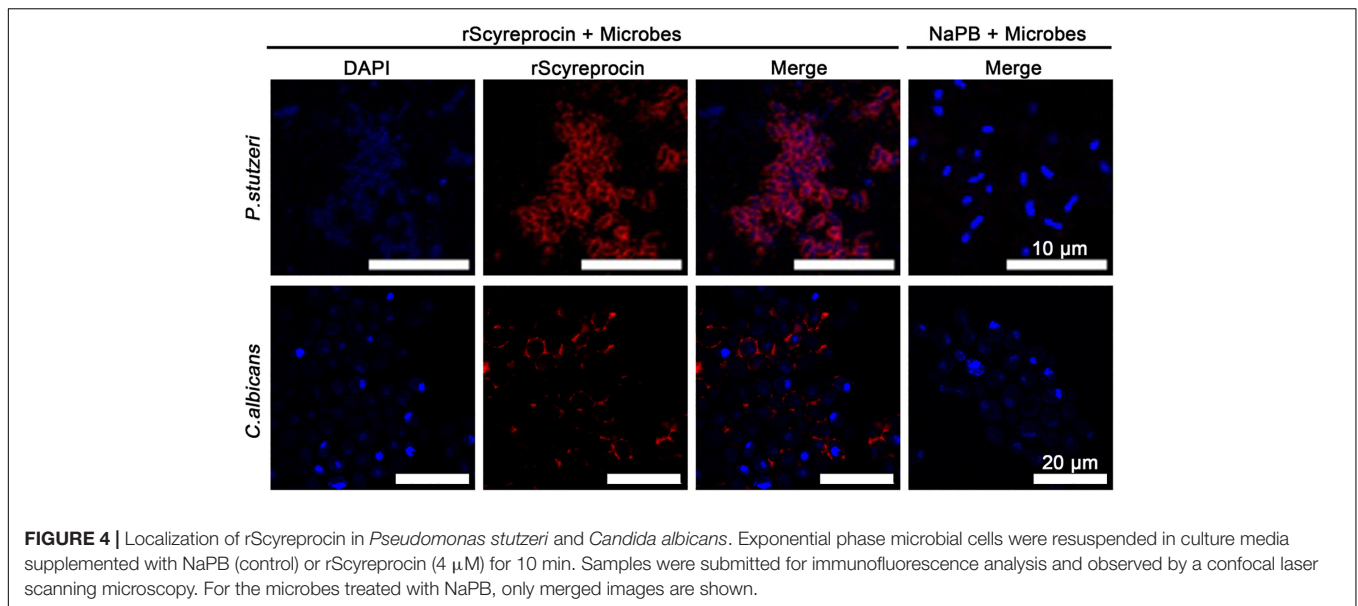 rScyreprocin + Microbes NaPB + Microbes
DAPI rScyreprocin Merge Merge
P.stutzeri
10 µm
C.albicans
20 µm
FIGURE 4 | Localization of rScyreprocin in Pseudomonas stutzeri and Candida albicans. Exponential phase microbial cells were resuspended in culture media
supplemented with NaPB (control) or rScyreprocin (4 µM) for 10 min. Samples were submitted for immunofluorescence analysis and observed by a confocal laser
scanning microscopy. For the microbes treated with NaPB, only merged images are shown.